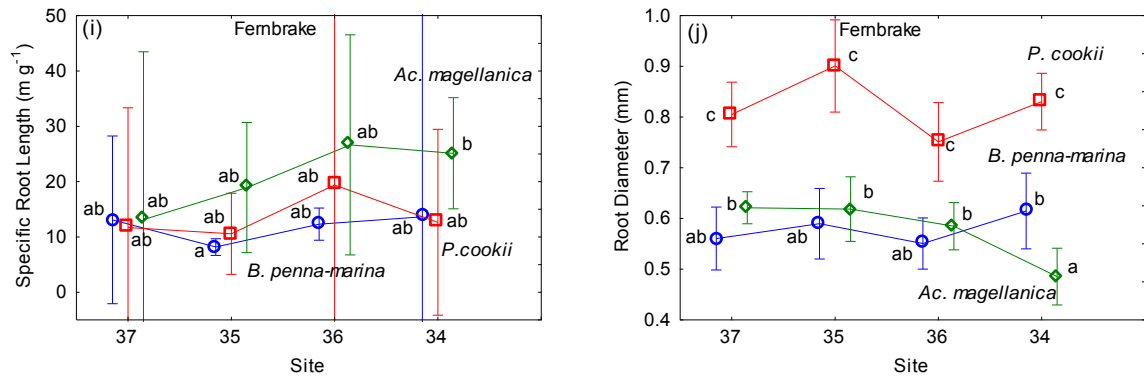 (i)
Fernbrake
Specific Root Length (m g⁻¹)
50
40
30
20
10
0
Ac. magellanica
ab
ab
ab
ab
a
ab
ab
ab
ab
b
ab
ab
B. penna-marina
P.cookii
37
35
36
34
Site
(j)
Fernbrake
Root Diameter (mm)
1.0
0.9
0.8
0.7
0.6
0.5
0.4
P. cookii
c
c
c
c
B. penna-marina
b
ab
b
ab
b
ab
b
a
Ac. magellanica
37
35
36
34
Site